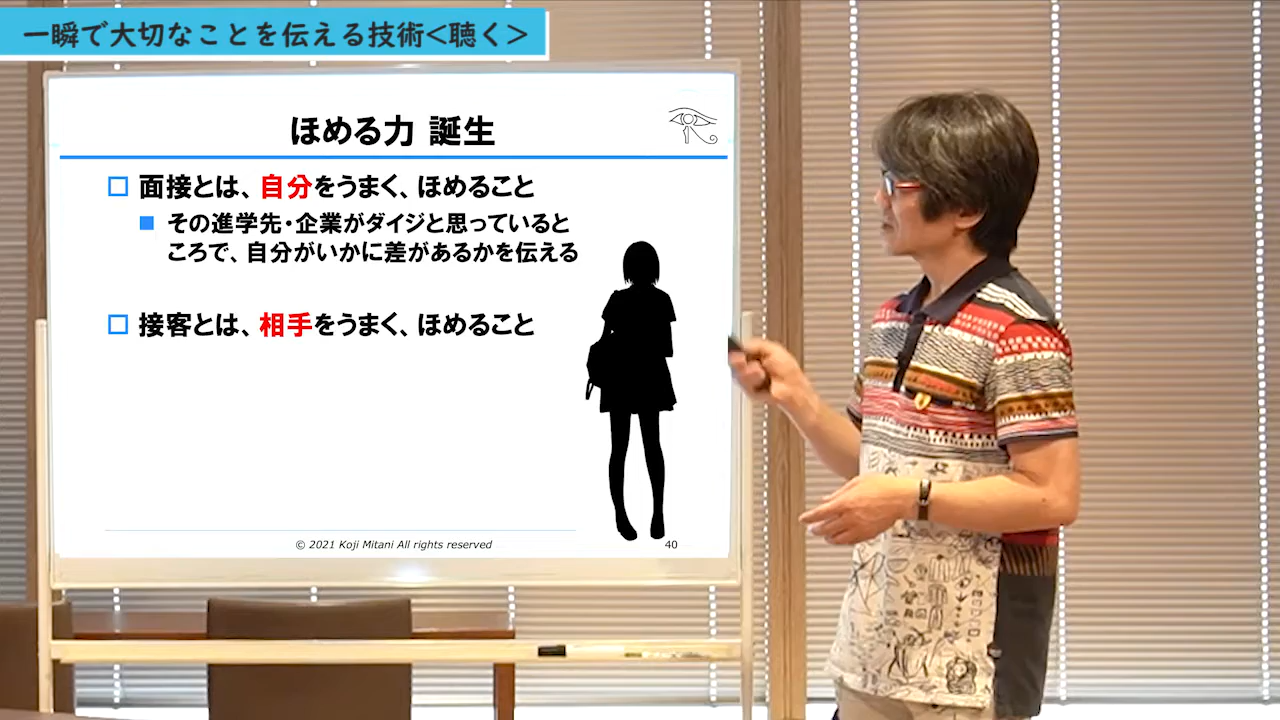 一瞬で大切なことを伝える技術<聴く>
ほめる力 誕生
面接とは、自分をうまく、ほめること
その進学先・企業がダイジと思っていると
ころで、自分がいかに差があるかを伝える
接客とは、相手をうまく、ほめること
© 2021 Koji Mitani All rights reserved
40